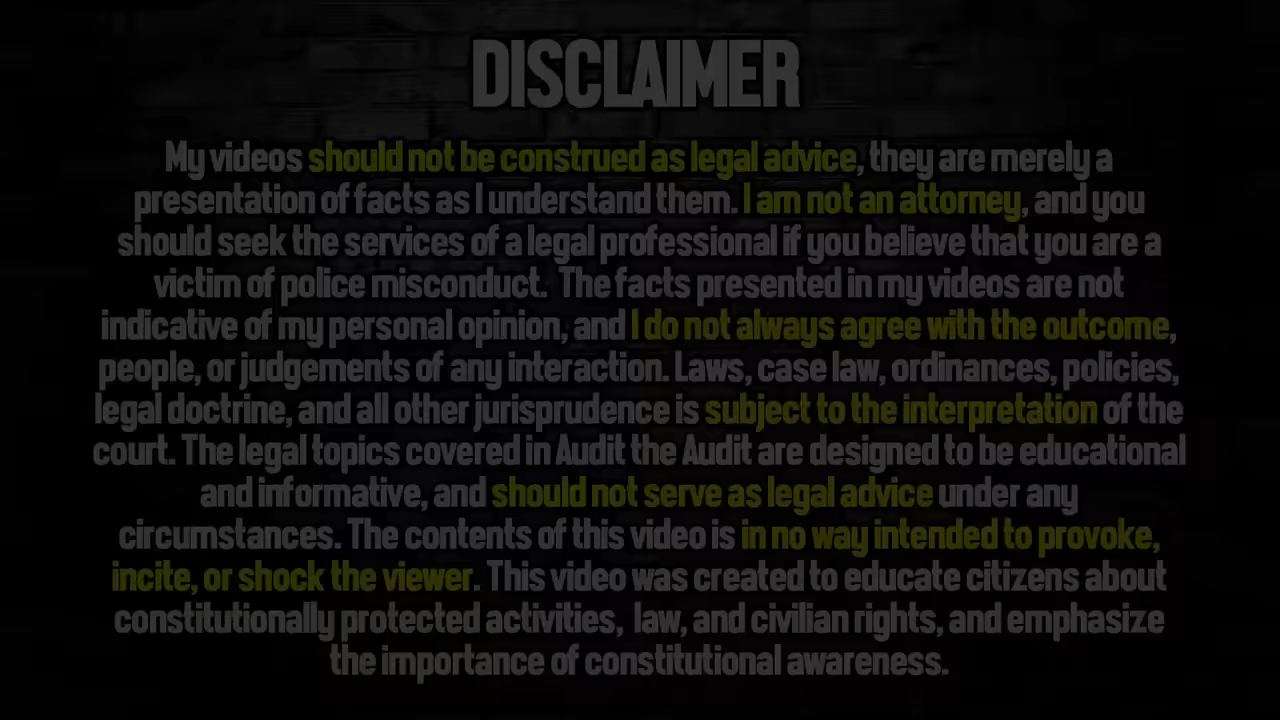 DISCLAIMER
My videos should not be construed as legal advice, they are merely a
presentation of facts as I understand them. I am not an attorney, and you
should seek the services of a legal professional if you believe that you are a
victim of police misconduct. The facts presented in my videos are not
indicative of my personal opinion, and I do not always agree with the outcome,
people, or judgements of any interaction. Laws, case law, ordinances, policies,
legal doctrine, and all other jurisprudence is subject to the interpretation of the
court. The legal topics covered in Audit the Audit are designed to be educational
and informative, and should not serve as legal advice under any
circumstances. The contents of this video is in no way intended to provoke,
incite, or shock the viewer. This video was created to educate citizens about
constitutionally protected activities, law, and civilian rights, and emphasize
the importance of constitutional awareness.